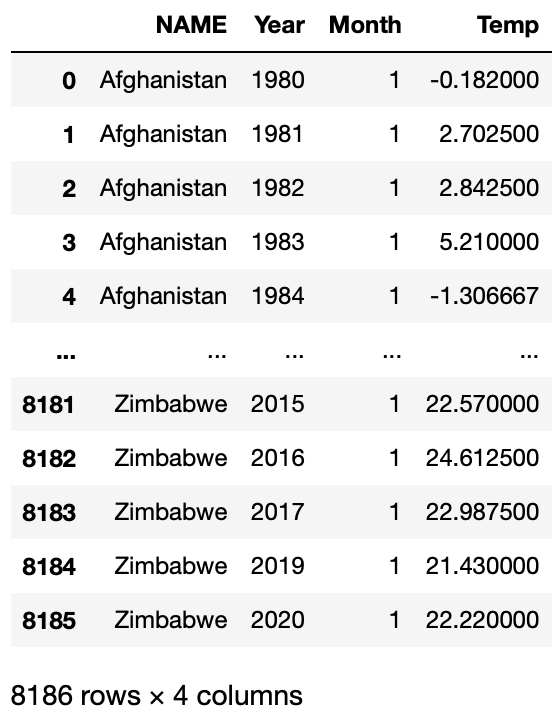 NAME Year Month Temp
0 Afghanistan 1980 1 -0.182000
1 Afghanistan 1981 1 2.702500
2 Afghanistan 1982 1 2.842500
3 Afghanistan 1983 1 5.210000
4 Afghanistan 1984 1 -1.306667
... ... ... ... ...
8181 Zimbabwe 2015 1 22.570000
8182 Zimbabwe 2016 1 24.612500
8183 Zimbabwe 2017 1 22.987500
8184 Zimbabwe 2019 1 21.430000
8185 Zimbabwe 2020 1 22.220000
8186 rows × 4 columns